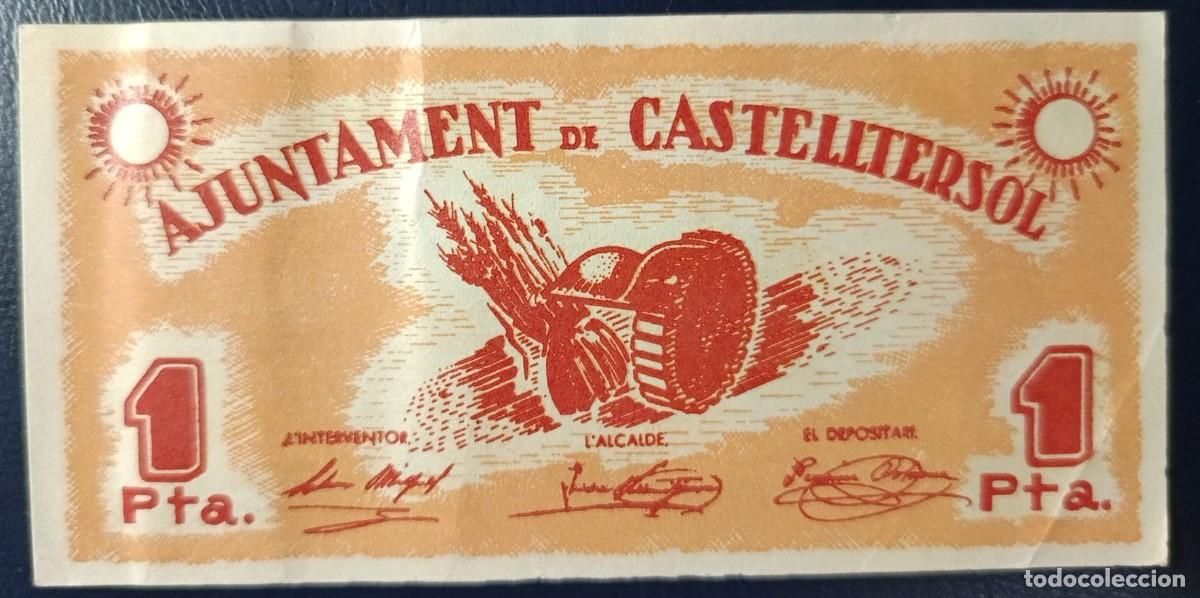 AJUNTAMENT DE CASTELLTERSOL
L'INTERVENTOR,
L'ALCALDE,
EL DEPOSITARI.
1
Pta.
1
Pta.
todocoleccion